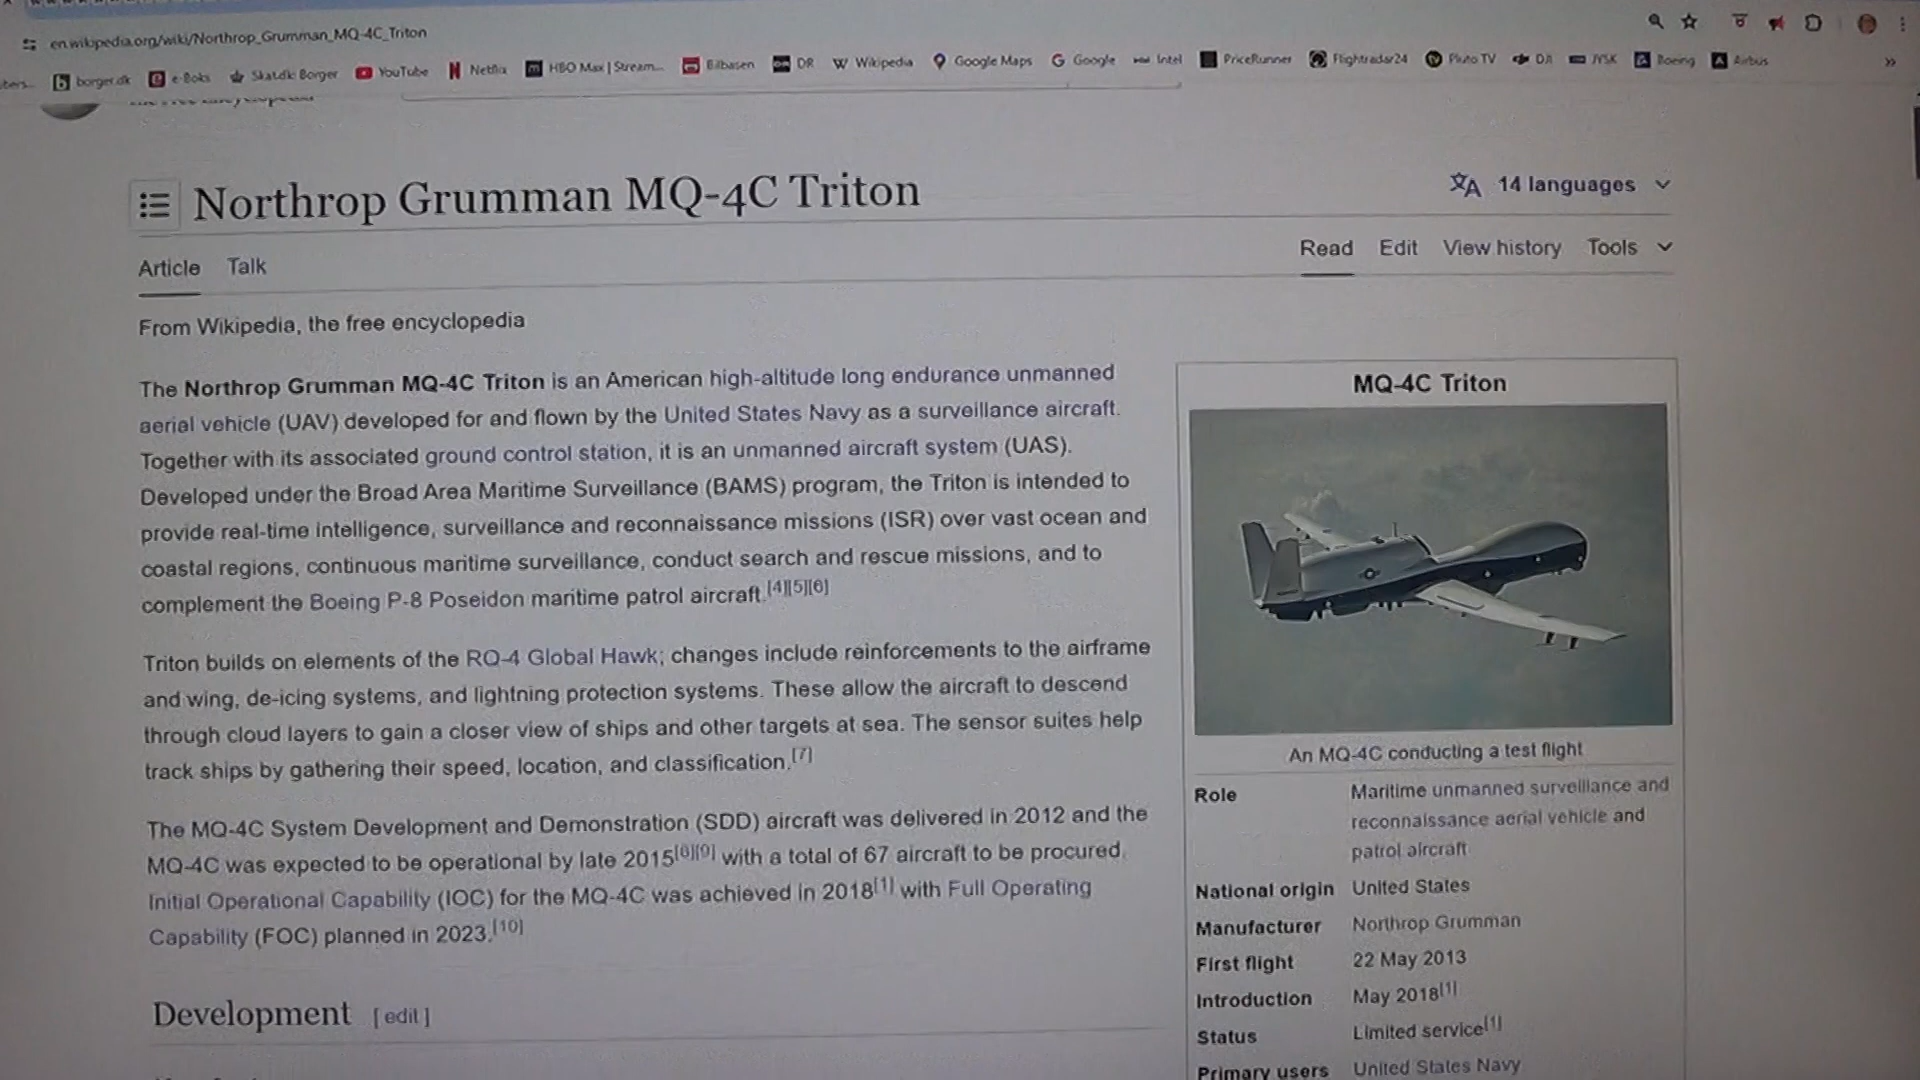 en.wikipedia.org/wiki/Northrop_Grumman_MQ-4C_Triton
borger.dk e-Boks Skat.dk: Borger YouTube Netflix HBO Max | Stream... Bilbasen DR Wikipedia Google Maps Google Intel PriceRunner Flightradar24 Pluto TV DJI JYSK Boeing Airbus »
Northrop Grumman MQ-4C Triton
14 languages
Article Talk
Read Edit View history Tools
From Wikipedia, the free encyclopedia
The Northrop Grumman MQ-4C Triton is an American high-altitude long endurance unmanned
aerial vehicle (UAV) developed for and flown by the United States Navy as a surveillance aircraft.
Together with its associated ground control station, it is an unmanned aircraft system (UAS).
Developed under the Broad Area Maritime Surveillance (BAMS) program, the Triton is intended to
provide real-time intelligence, surveillance and reconnaissance missions (ISR) over vast ocean and
coastal regions, continuous maritime surveillance, conduct search and rescue missions, and to
complement the Boeing P-8 Poseidon maritime patrol aircraft.[4][5][6]
Triton builds on elements of the RQ-4 Global Hawk; changes include reinforcements to the airframe
and wing, de-icing systems, and lightning protection systems. These allow the aircraft to descend
through cloud layers to gain a closer view of ships and other targets at sea. The sensor suites help
track ships by gathering their speed, location, and classification.[7]
The MQ-4C System Development and Demonstration (SDD) aircraft was delivered in 2012 and the
MQ-4C was expected to be operational by late 2015[8][9] with a total of 67 aircraft to be procured.
Initial Operational Capability (IOC) for the MQ-4C was achieved in 2018[1] with Full Operating
Capability (FOC) planned in 2023.[10]
Development [ edit ]
MQ-4C Triton
An MQ-4C conducting a test flight
Role Maritime unmanned surveillance and
reconnaissance aerial vehicle and
patrol aircraft
National origin United States
Manufacturer Northrop Grumman
First flight 22 May 2013
Introduction May 2018[1]
Status Limited service[1]
Primary users United States Navy